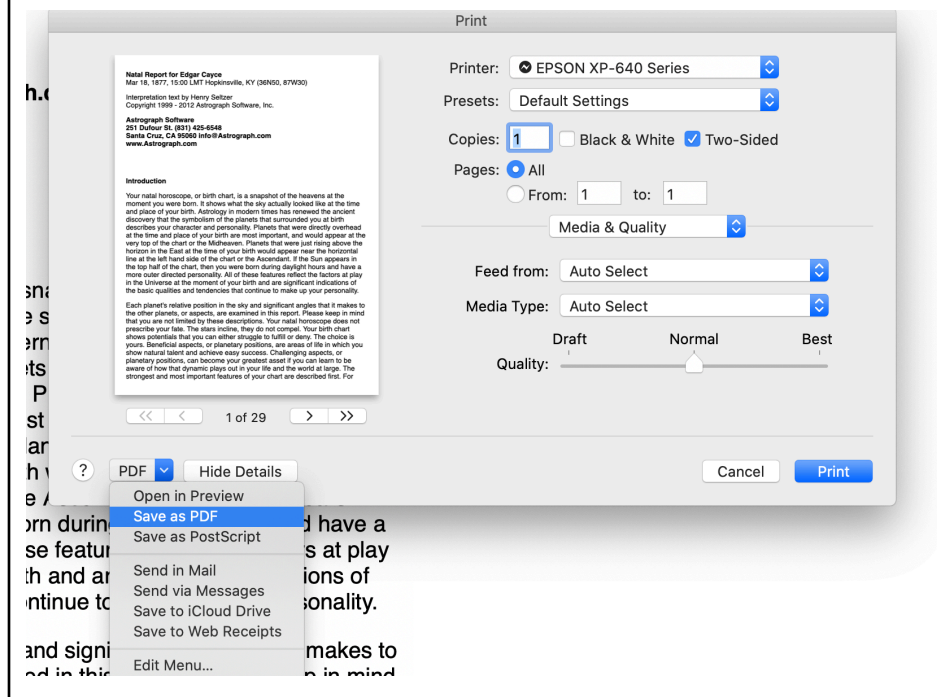 Print
Natal Report for Edgar Cayce
Mar 18, 1877, 15:00 LMT Hopkinsville, KY (36N50, 87W30)
Interpretation text by Henry Seltzer
Copyright 1999 - 2012 Astrograph Software, Inc.
Astrograph Software
251 Dufour St. (831) 425-6548
Santa Cruz, CA 95060 info@Astrograph.com
www.Astrograph.com
Introduction
Your natal horoscope, or birth chart, is a snapshot of the heavens at the
moment you were born. It shows what the sky actually looked like at the time
and place of your birth. Astrology in modern times has renewed the ancient
discovery that the symbolism of the planets that surrounded you at birth
describes your character and personality. Planets that were directly overhead
at the time and place of your birth are most important, and would appear at the
very top of the chart or the Midheaven. Planets that were just rising above the
horizon in the East at the time of your birth would appear near the horizontal
line at the left hand side of the chart or the Ascendant. If the Sun appears in
the top half of the chart, then you were born during daylight hours and have a
more outer directed personality. All of these features reflect the factors at play
in the Universe at the moment of your birth and are significant indications of
the basic qualities and tendencies that continue to make up your personality.
Each planet's relative position in the sky and significant angles that it makes to
the other planets, or aspects, are examined in this report. Please keep in mind
that you are not limited by these descriptions. Your natal horoscope does not
prescribe your fate. The stars incline, they do not compel. Your birth chart
shows potentials that you can either struggle to fulfill or deny. The choice is
yours. Beneficial aspects, or planetary positions, are areas of life in which you
show natural talent and achieve easy success. Challenging aspects, or
planetary positions, can become your greatest asset if you can learn to be
aware of how that dynamic plays out in your life and the world at large. The
strongest and most important features of your chart are described first. For
<< < 1 of 29 > >>
Printer: EPSON XP-640 Series
Presets: Default Settings
Copies: 1 Black & White Two-Sided
Pages: All
From: 1 to: 1
Media & Quality
Feed from: Auto Select
Media Type: Auto Select
Draft Normal Best
Quality:
? PDF Hide Details Cancel Print
Open in Preview
Save as PDF
Save as PostScript
Send in Mail
Send via Messages
Save to iCloud Drive
Save to Web Receipts
Edit Menu...
d have a
s at play
th and ions of
sonality.
and makes to
in mind